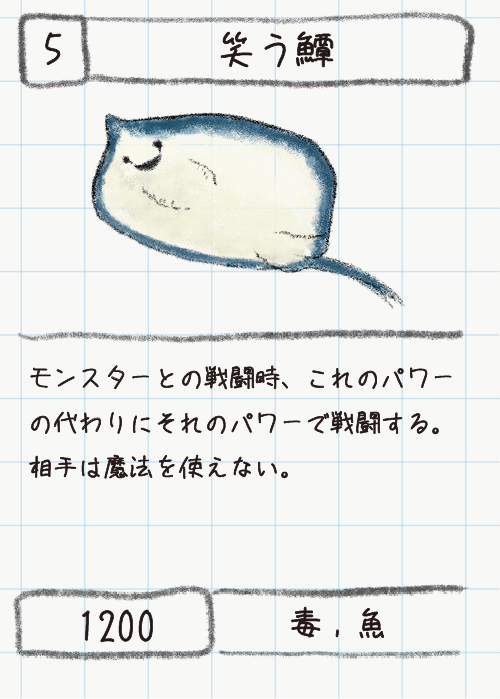 5
笑う鱏
モンスターとの戦闘時、これのパワー
の代わりにそれのパワーで戦闘する。
相手は魔法を使えない。
1200
毒,魚